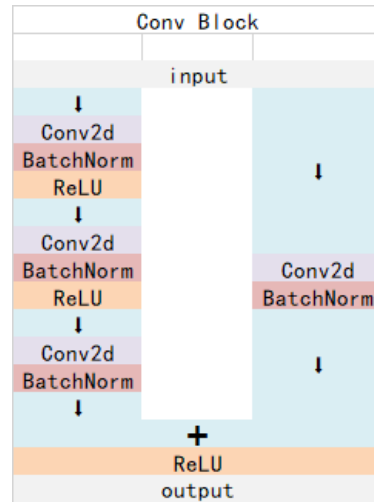 Conv Block
input
↓
Conv2d
BatchNorm
ReLU
↓
↓
Conv2d
BatchNorm
ReLU
Conv2d
BatchNorm
↓
Conv2d
BatchNorm
↓
↓
+
ReLU
output